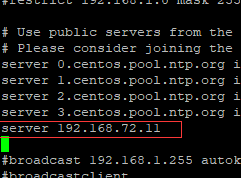 #restrict 192.168.1.0 mask 255
# Use public servers from the
# Please consider joining the
server 0.centos.pool.ntp.org i
server 1.centos.pool.ntp.org i
server 2.centos.pool.ntp.org i
server 3.centos.pool.ntp.org i
server 192.168.72.11
#broadcast 192.168.1.255 autok
#broadcastclient